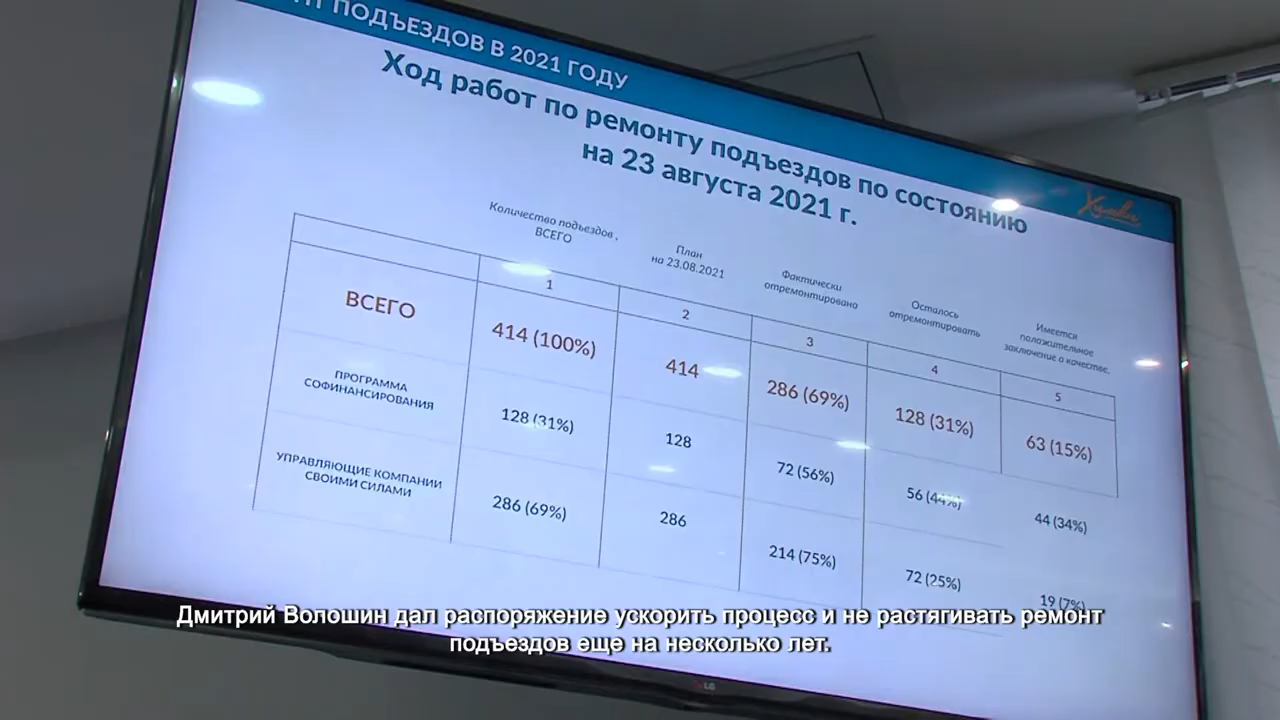 ПОДЪЕЗДОВ В 2021 ГОДУ
Ход работ по ремонту подъездов по состоянию
на 23 августа 2021 г.
Химки
Количество подъездов,
ВСЕГО
План
на 23.08.2021
Фактически
отремонтировано
Осталось
отремонтировать
Имеется
положительное
заключение о качестве,
1
2
3
4
5
ВСЕГО
414 (100%)
414
286 (69%)
128 (31%)
63 (15%)
ПРОГРАММА
СОФИНАНСИРОВАНИЯ
128 (31%)
128
72 (56%)
56 (44%)
44 (34%)
УПРАВЛЯЮЩИЕ КОМПАНИИ
СВОИМИ СИЛАМИ
286 (69%)
286
214 (75%)
72 (25%)
19 (7%)
Дмитрий Волошин дал распоряжение ускорить процесс и не растягивать ремонт
подъездов еще на несколько лет.
LG